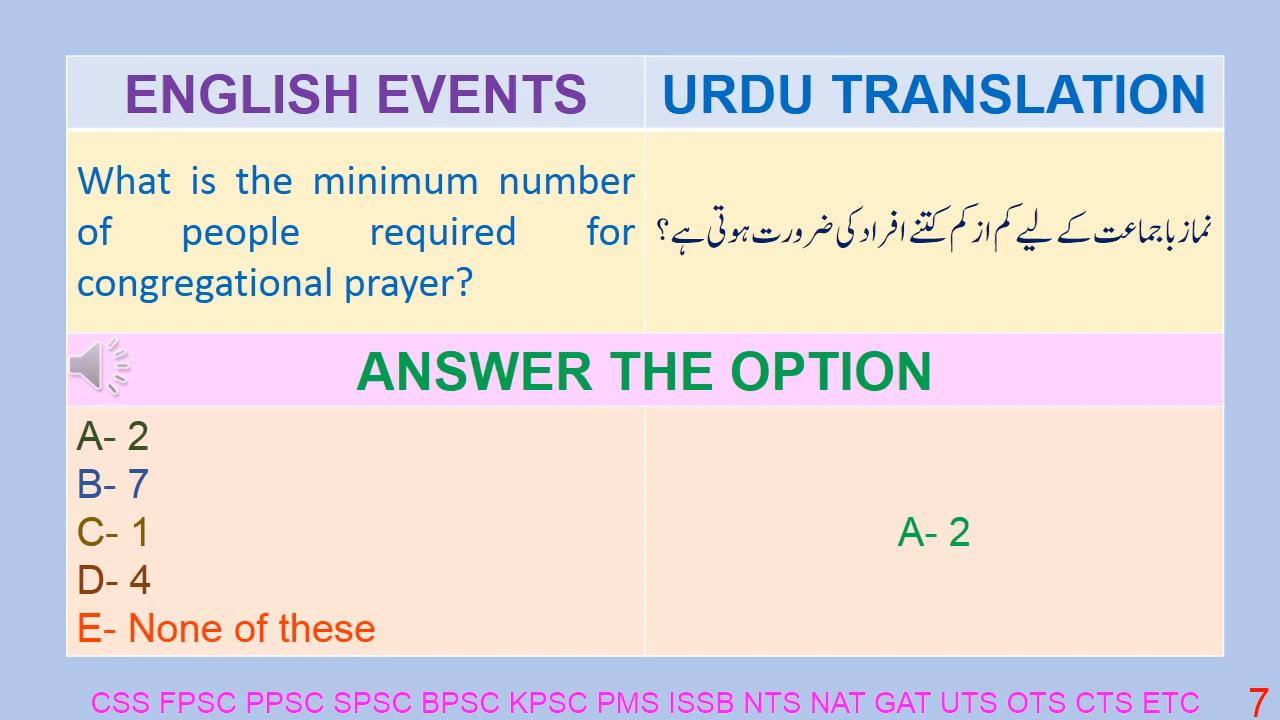 ENGLISH EVENTS
URDU TRANSLATION
What is the minimum number
of people required for
congregational prayer?
نماز باجماعت کے لیے کم از کم کتنے افراد کی ضرورت ہوتی ہے؟
ANSWER THE OPTION
A- 2
B- 7
C- 1
D- 4
E- None of these
A- 2
CSS FPSC PPSC SPSC BPSC KPSC PMS ISSB NTS NAT GAT UTS OTS CTS ETC
7